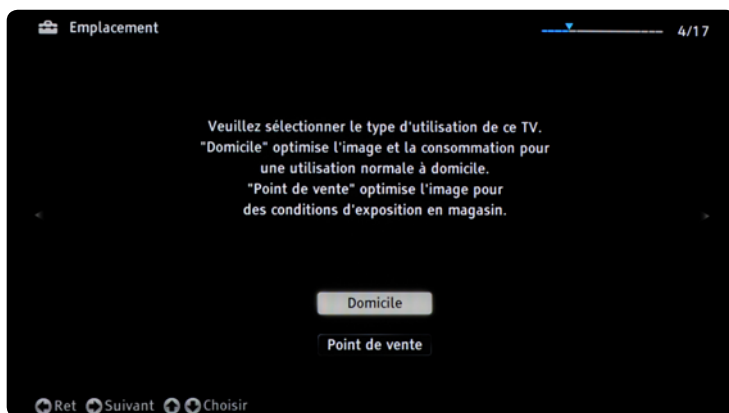 Emplacement
4/17
Veuillez sélectionner le type d'utilisation de ce TV.
"Domicile" optimise l'image et la consommation pour
une utilisation normale à domicile.
"Point de vente" optimise l'image pour
des conditions d'exposition en magasin.
Domicile
Point de vente
Ret Suivant Choisir